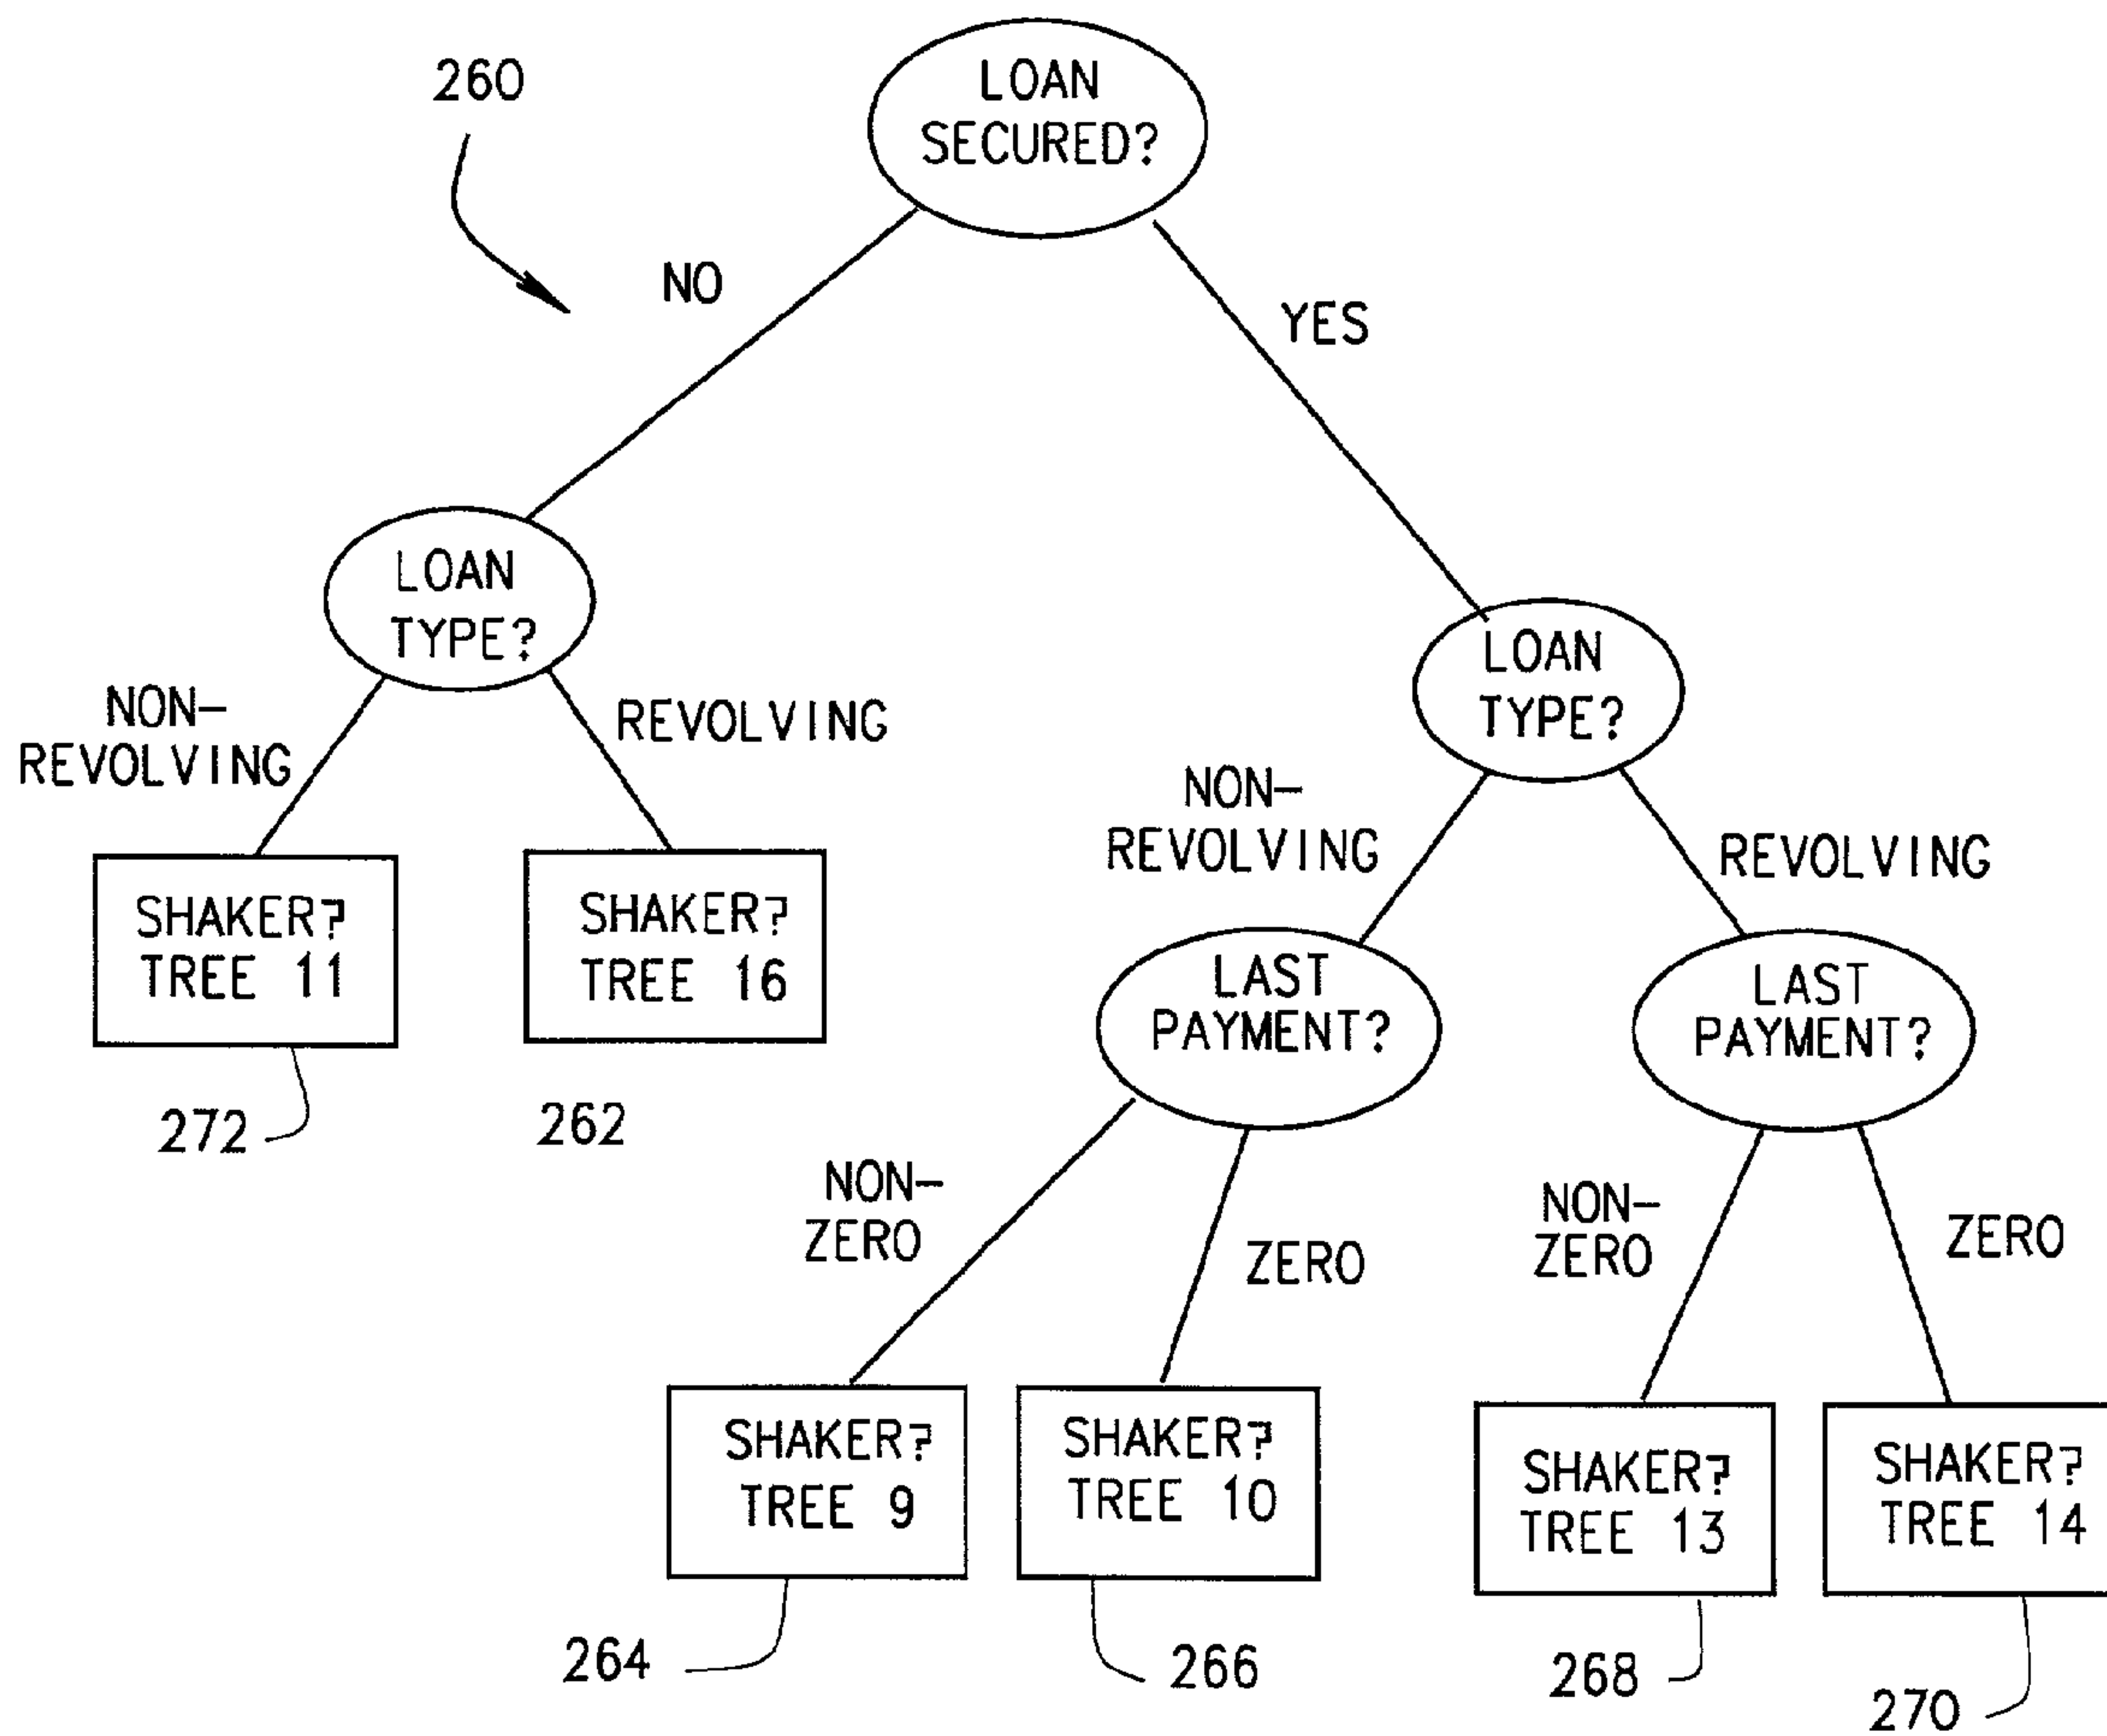 260
LOAN
SECURED?
NO
YES
LOAN
TYPE?
NON-
REVOLVING
REVOLVING
LOAN
TYPE?
NON-
REVOLVING
REVOLVING
SHAKER?
TREE 11
SHAKER?
TREE 16
272
262
LAST
PAYMENT?
LAST
PAYMENT?
NON-
ZERO
ZERO
NON-
ZERO
ZERO
SHAKER?
TREE 9
SHAKER?
TREE 10
SHAKER?
TREE 13
SHAKER?
TREE 14
264
266
268
270